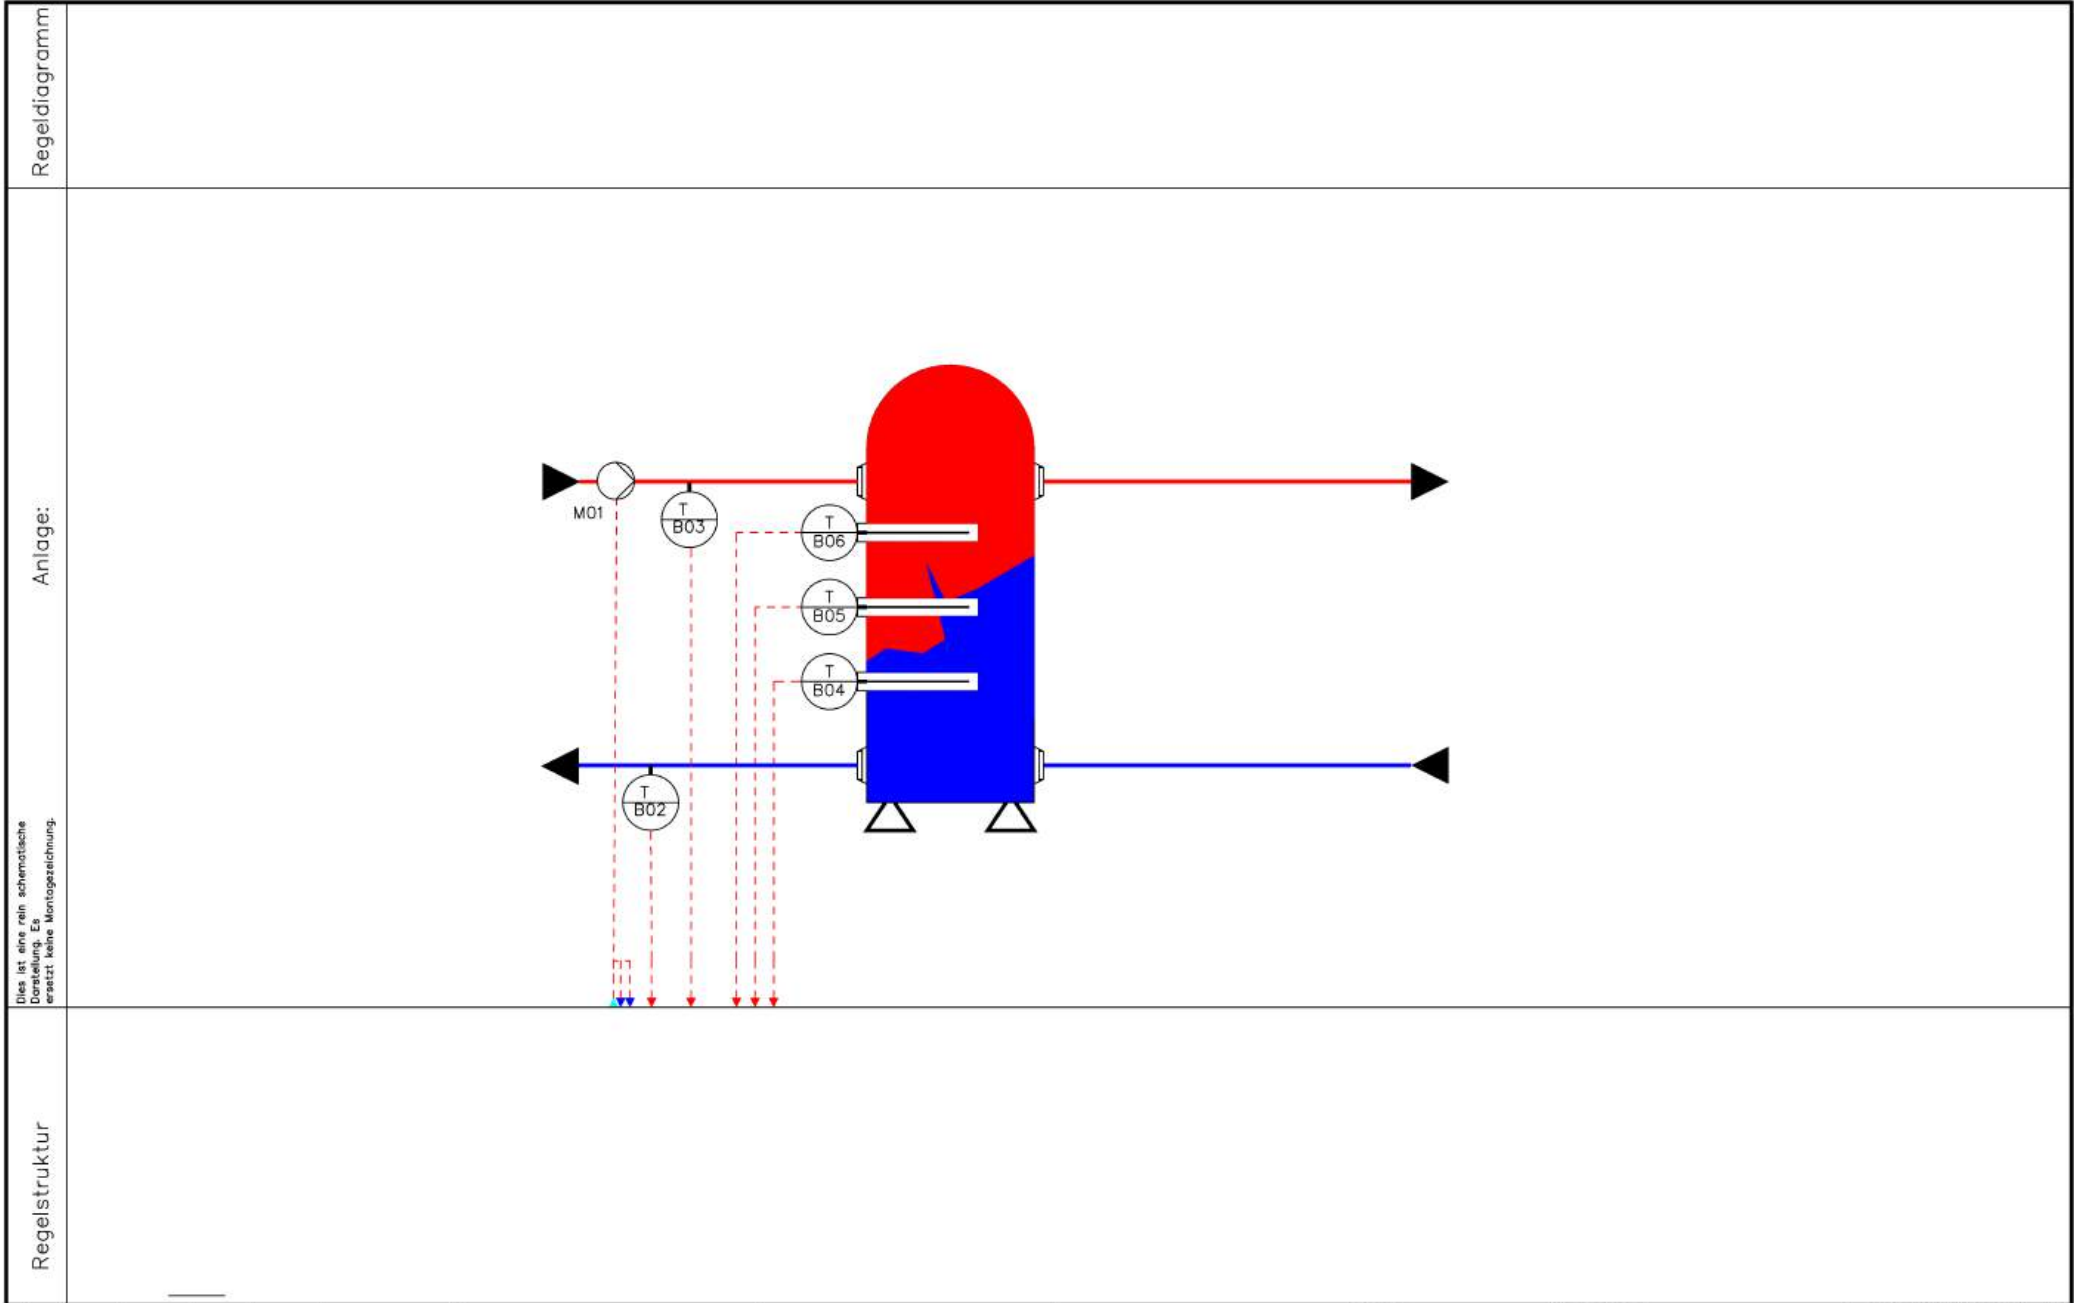 Regeldiagramm
Anlage:
Dies ist eine rein schematische
Darstellung. Es
ersetzt keine Montagezeichnung.
Regelstruktur
M01
T
B03
T
B06
T
B05
T
B04
T
B02